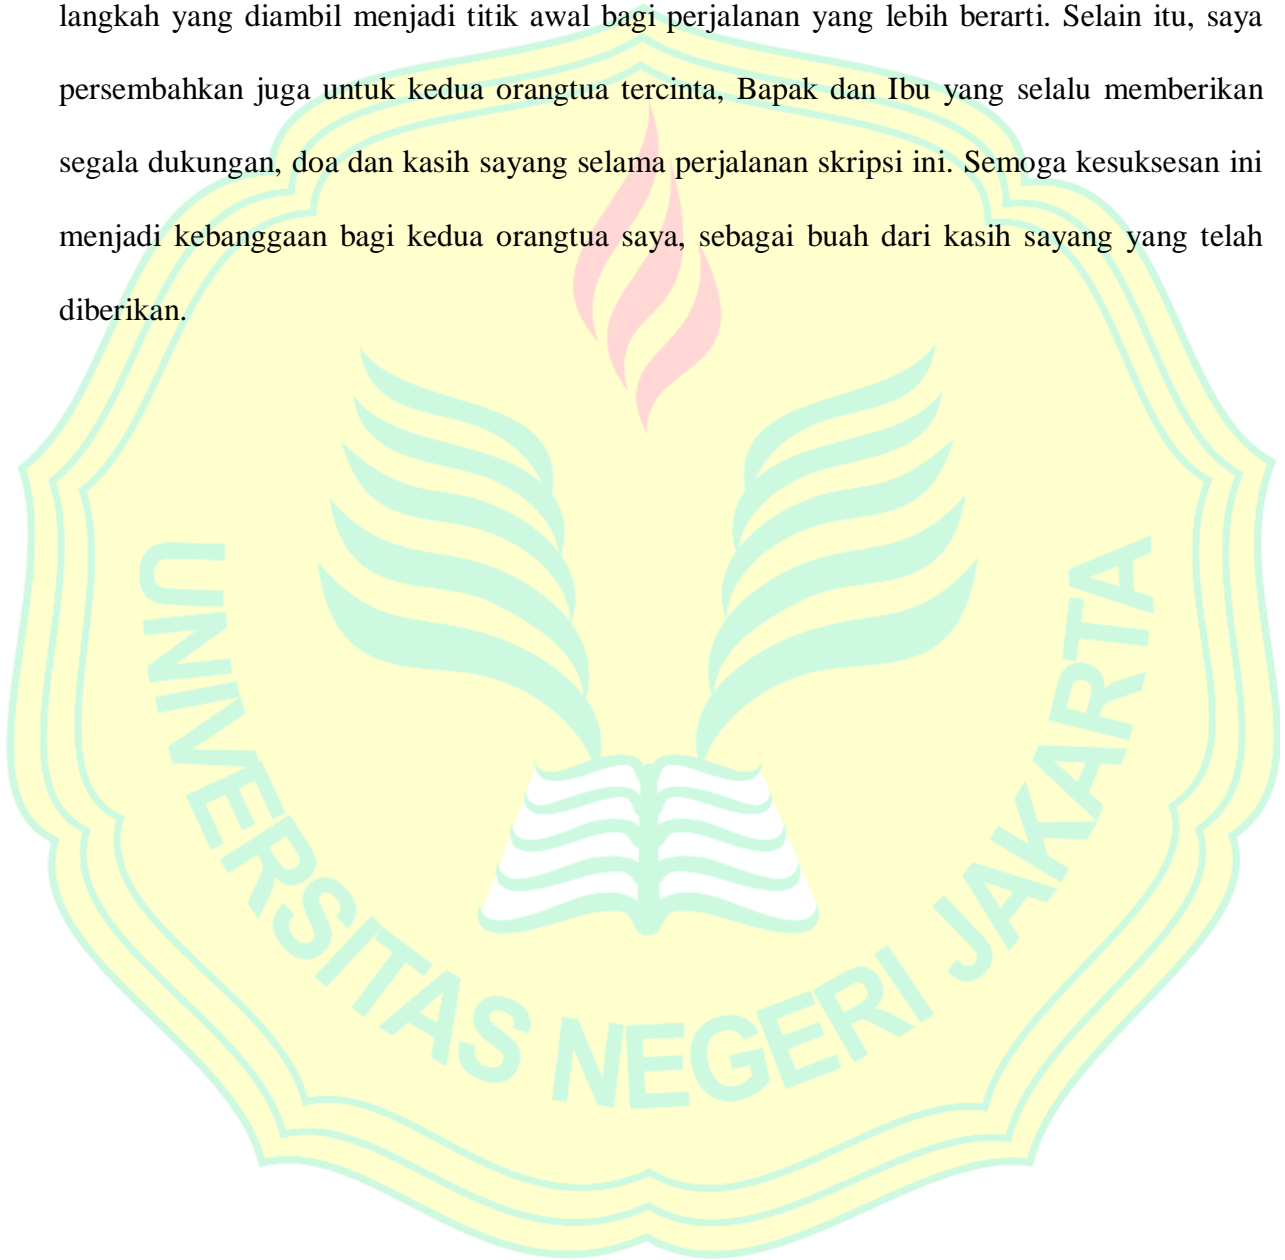 langkah yang diambil menjadi titik awal bagi perjalanan yang lebih berarti. Selain itu, saya
persembahkan juga untuk kedua orangtua tercinta, Bapak dan Ibu yang selalu memberikan
segala dukungan, doa dan kasih sayang selama perjalanan skripsi ini. Semoga kesuksesan ini
menjadi kebanggaan bagi kedua orangtua saya, sebagai buah dari kasih sayang yang telah
diberikan.
UNIVERSITAS NEGERI JAKARTA